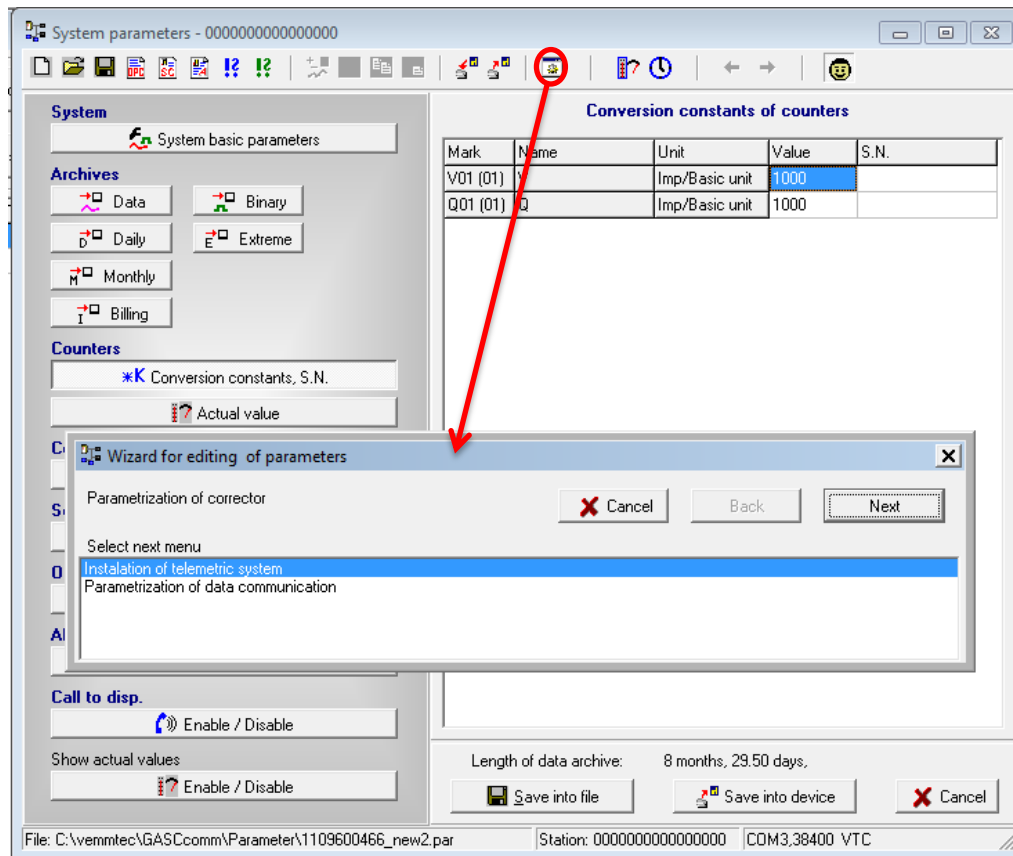 System parameters - 0000000000000000
System
System basic parameters
Archives
Data
Binary
Daily
Extreme
Monthly
Billing
Counters
Conversion constants, S.N.
Actual value
Conversion constants of counters
Mark Name Unit Value S.N.
V01 (01) Imp/Basic unit 1000
Q01 (01) Q Imp/Basic unit 1000
Wizard for editing of parameters
Parametrization of corrector
Cancel
Back
Next
Select next menu
Instalation of telemetric system
Parametrization of data communication
Call to disp.
Enable / Disable
Show actual values
Enable / Disable
Length of data archive: 8 months, 29.50 days,
Save into file
Save into device
Cancel
File: C:\vemmtec\GASCcomm\Parameter\1109600466_new2.par
Station: 0000000000000000
COM3,38400 VTC